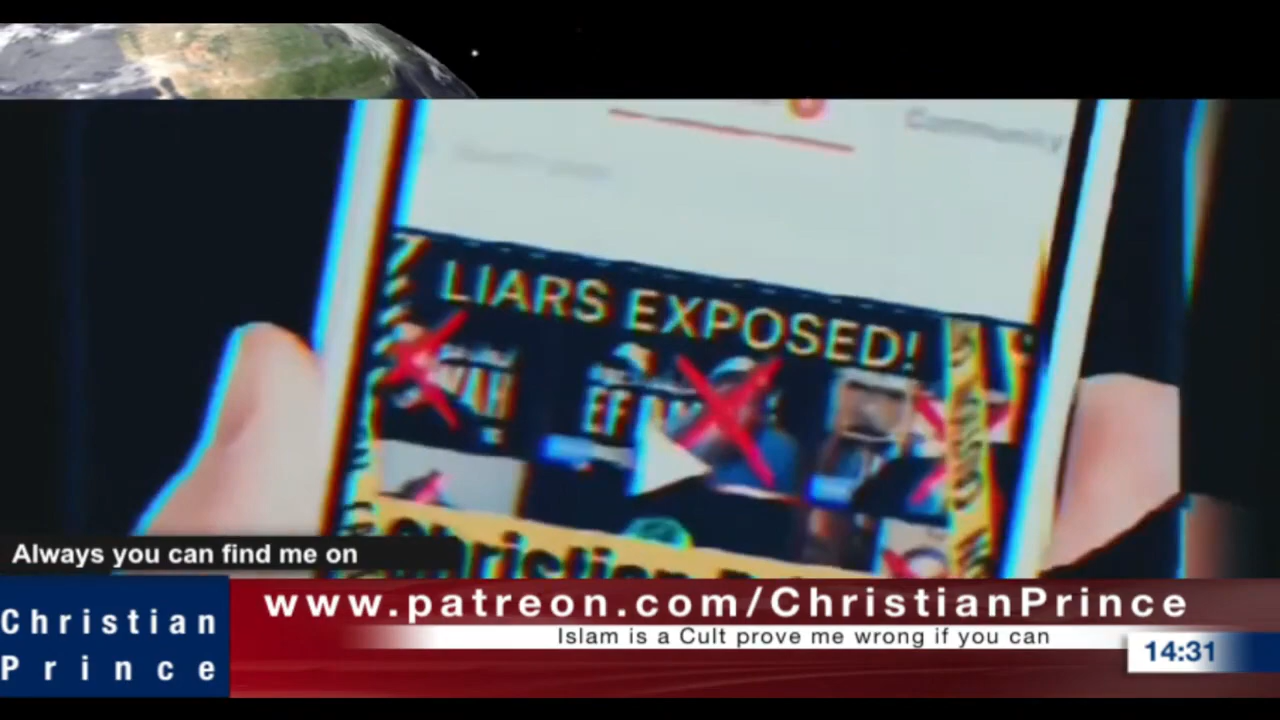 Community
LIARS EXPOSED!
Always you can find me on
Christian
Prince
www.patreon.com/ChristianPrince
Islam is a Cult prove me wrong if you can
14:31